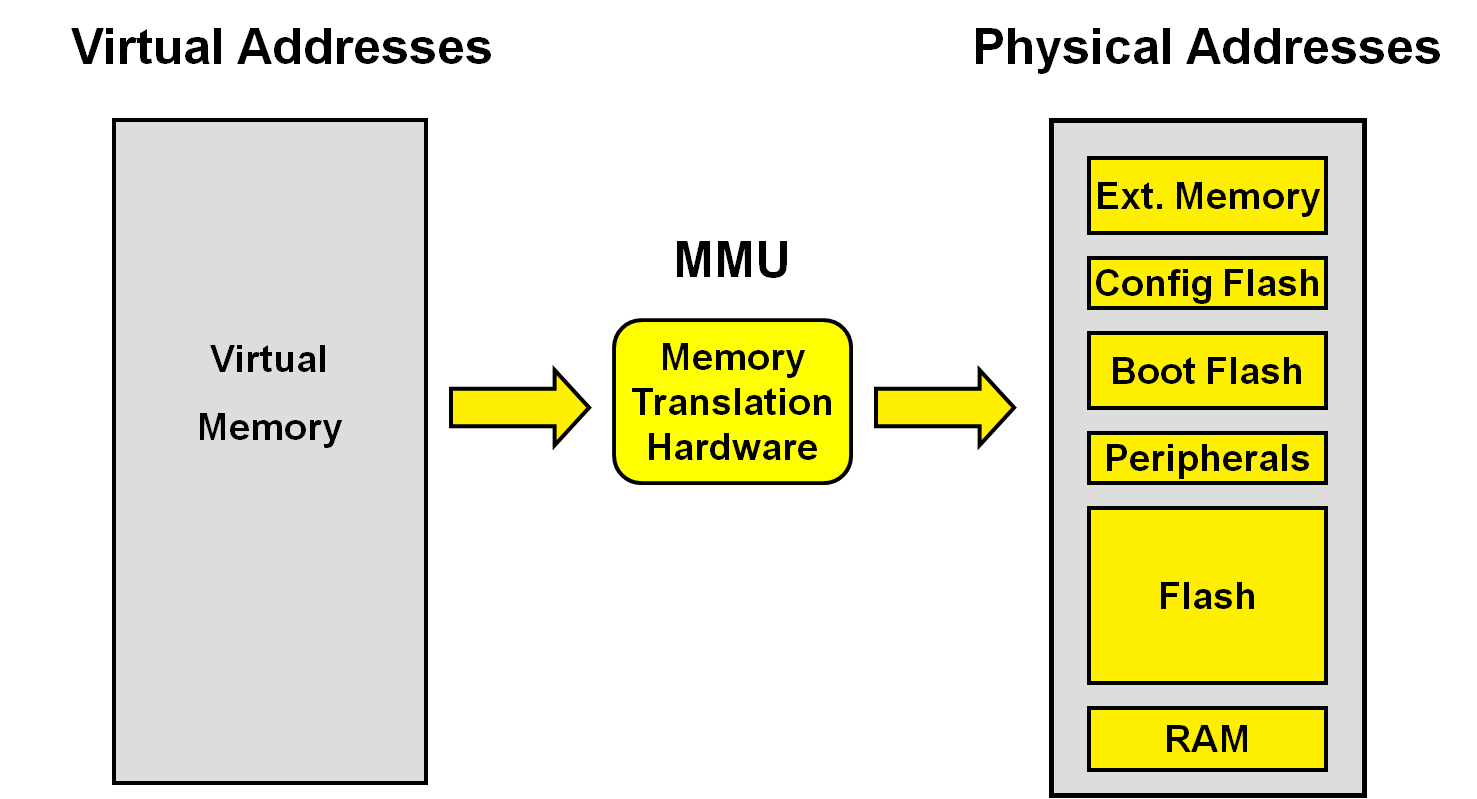 Virtual Addresses
Physical Addresses
Virtual
Memory
MMU
Memory
Translation
Hardware
Ext. Memory
Config Flash
Boot Flash
Peripherals
Flash
RAM